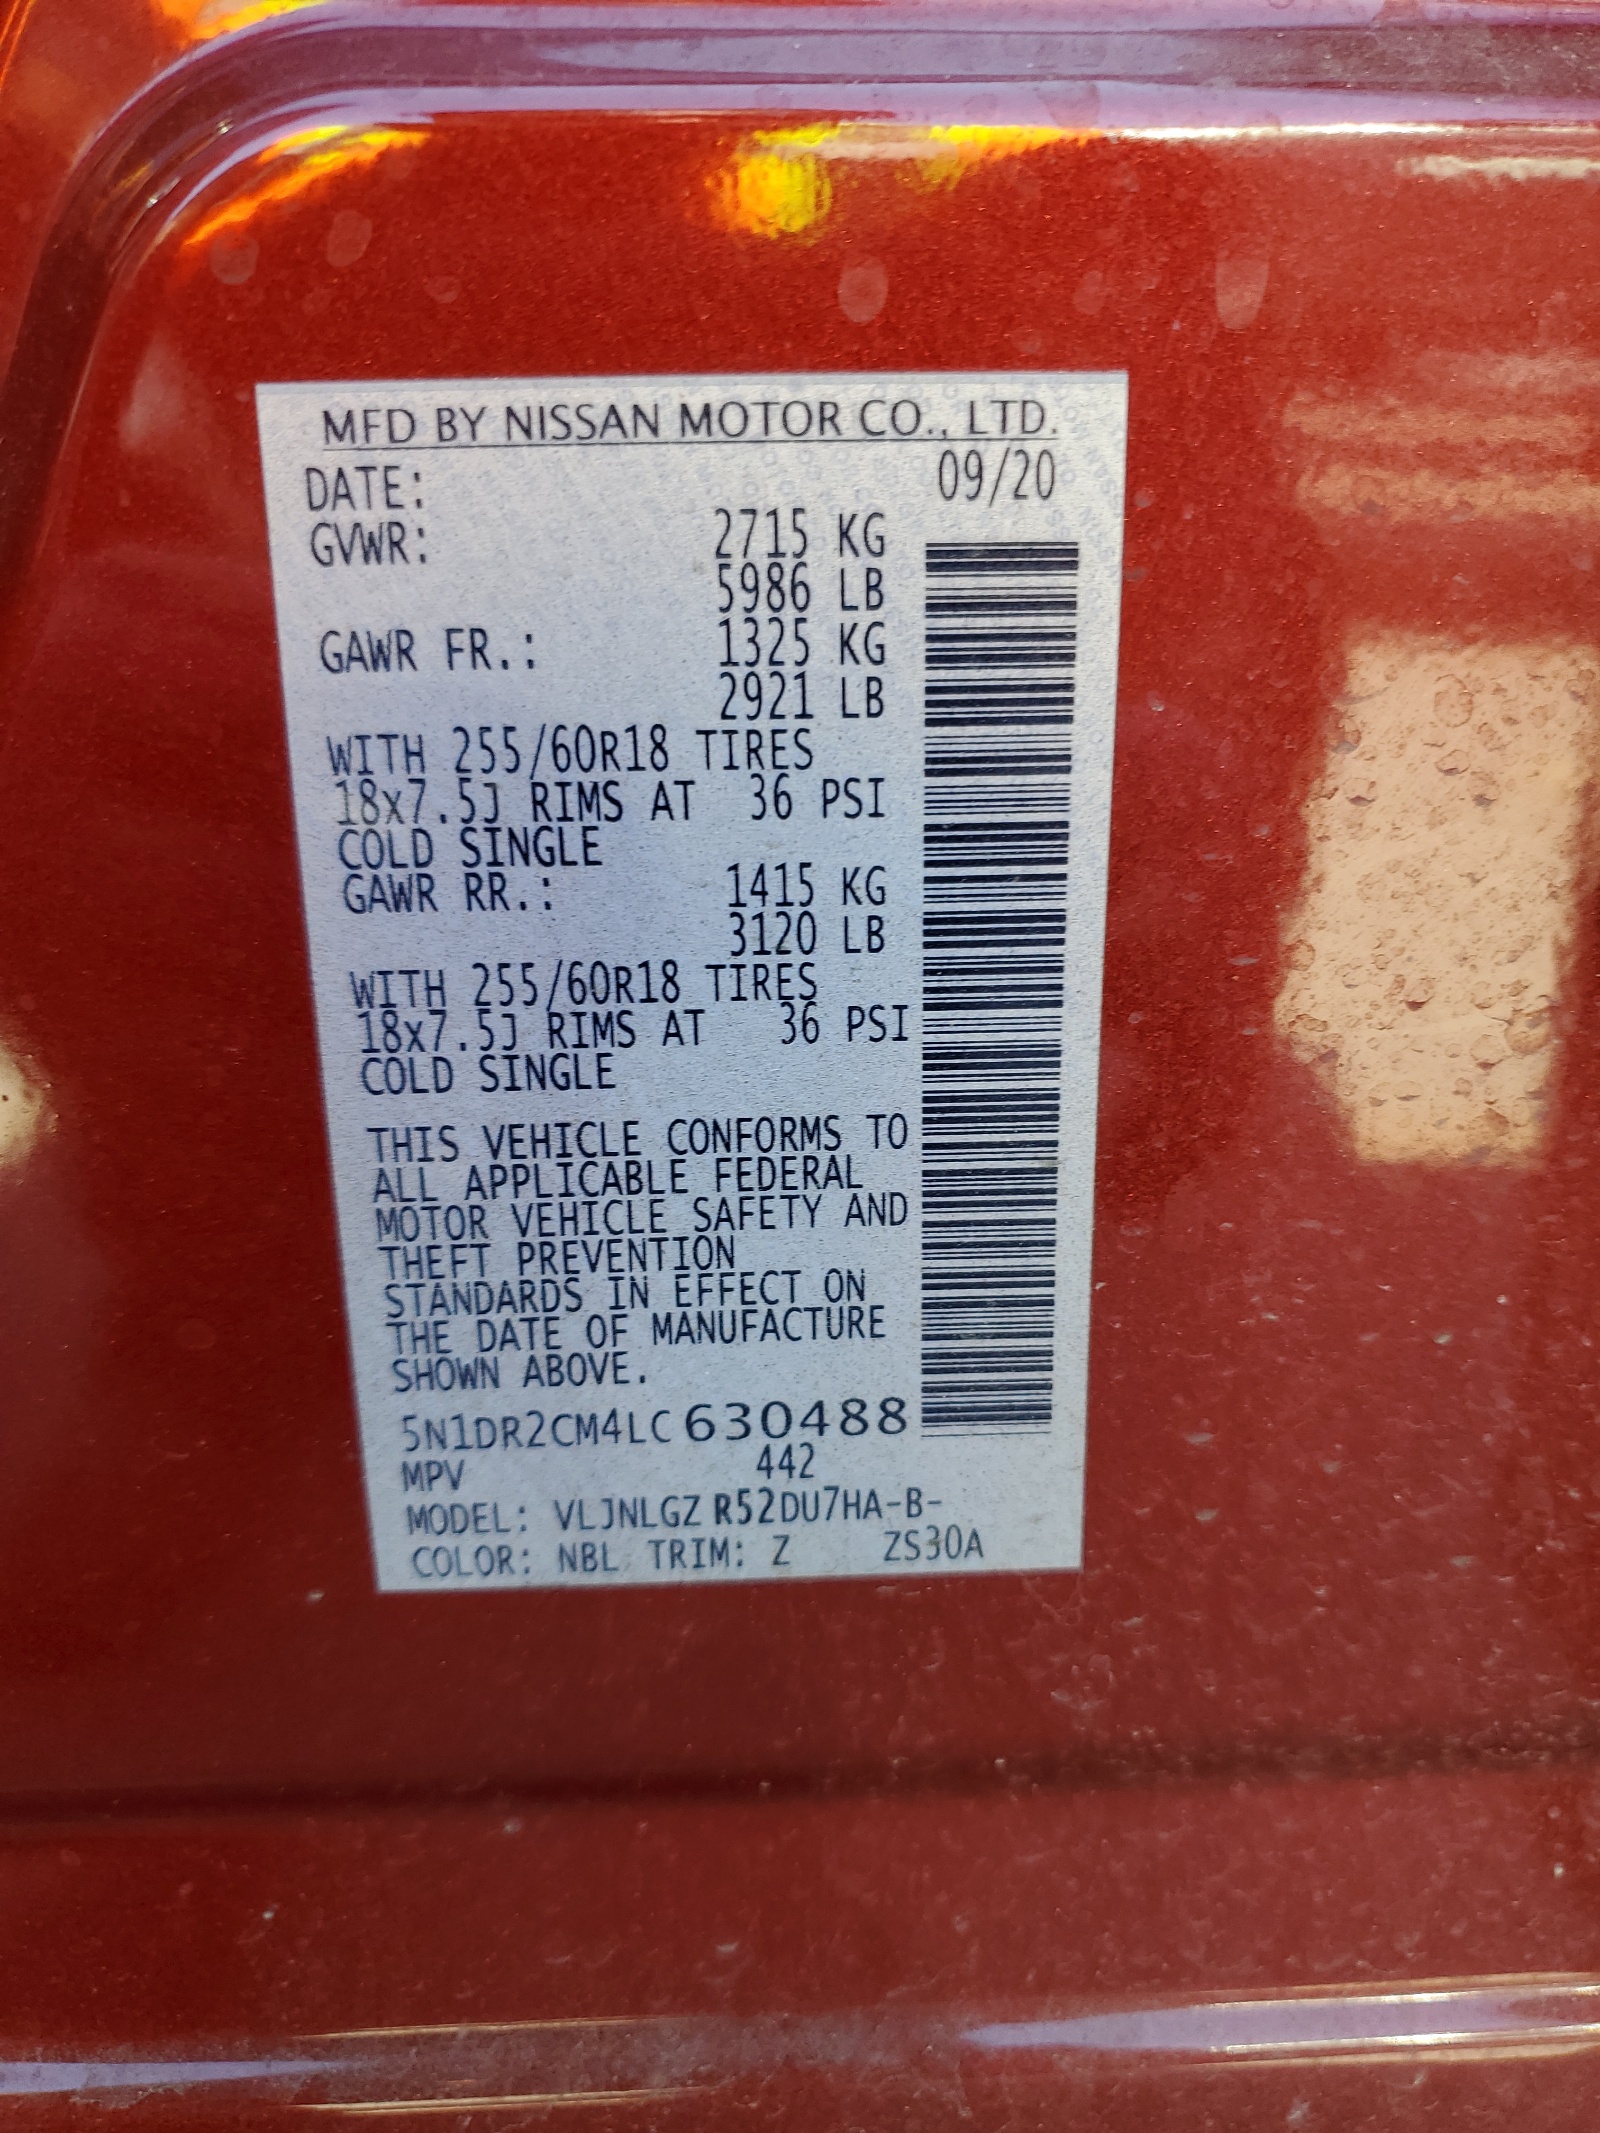 MFD BY NISSAN MOTOR CO., LTD.
DATE: 09/20
GVWR: 2715 KG
5986 LB
GAWR FR.: 1325 KG
2921 LB
WITH 255/60R18 TIRES
18x7.5J RIMS AT 36 PSI
COLD SINGLE
GAWR RR.: 1415 KG
3120 LB
WITH 255/60R18 TIRES
18x7.5J RIMS AT 36 PSI
COLD SINGLE
THIS VEHICLE CONFORMS TO
ALL APPLICABLE FEDERAL
MOTOR VEHICLE SAFETY AND
THEFT PREVENTION
STANDARDS IN EFFECT ON
THE DATE OF MANUFACTURE
SHOWN ABOVE.
5N1DR2CM4LC630488
MPV 442
MODEL: VLJNLGZ R52DU7HA-B-
COLOR: NBL TRIM: Z ZS30A